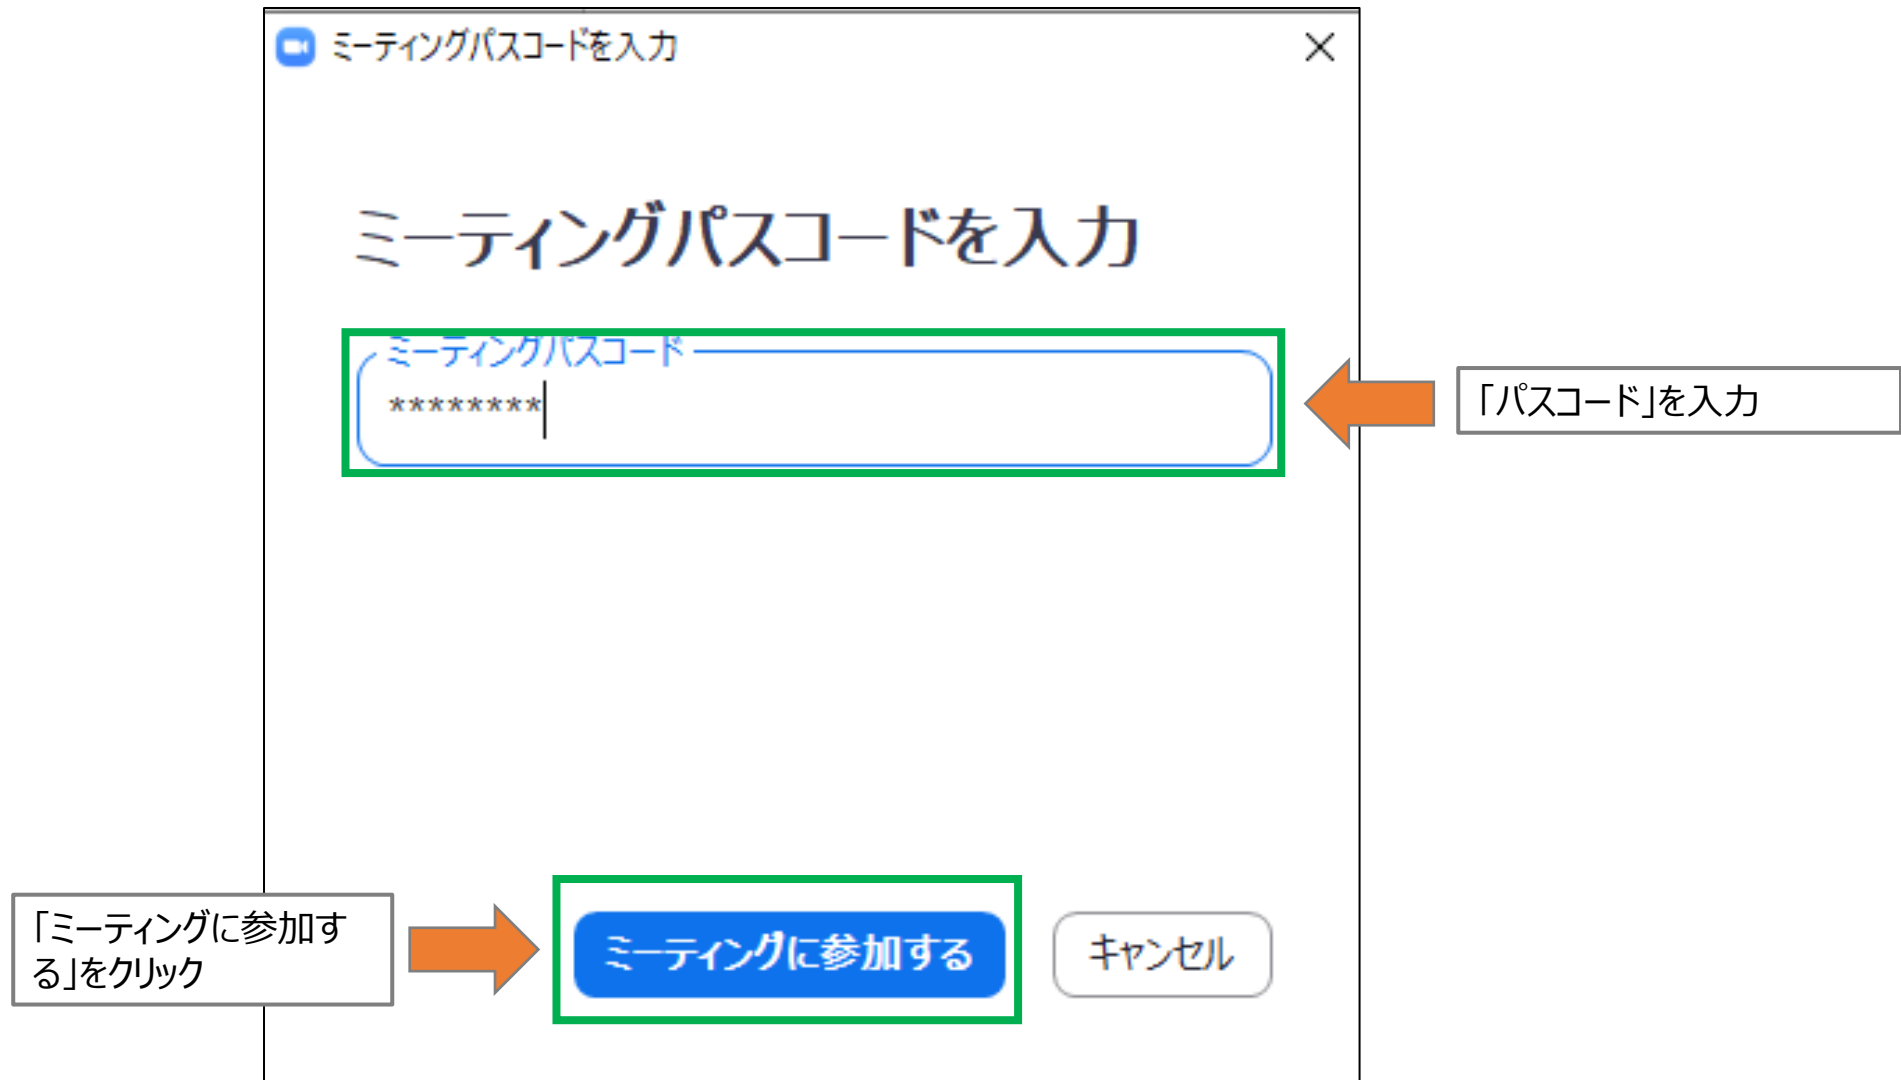 ミーティングパスコードを入力
ミーティングパスコードを入力
ミーティングパスコード
********
「パスコード」を入力
「ミーティングに参加す
る」をクリック
ミーティングに参加する
キャンセル